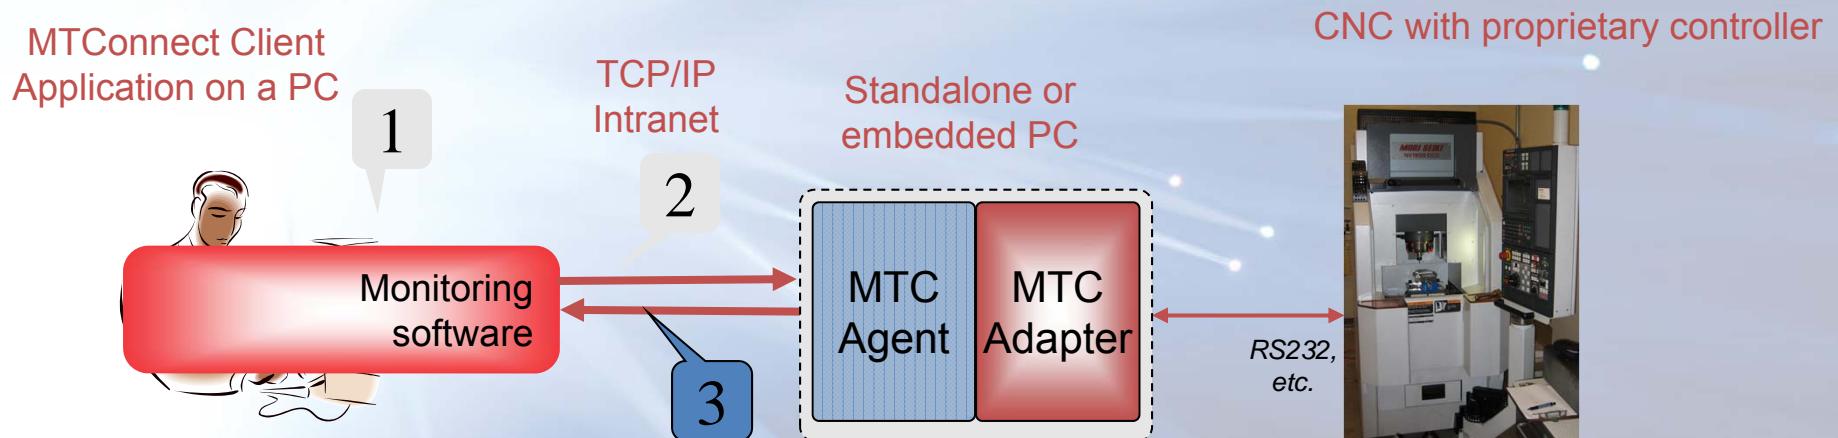 MTConnect Client
Application on a PC
1
TCP/IP
Intranet
2
Standalone or
embedded PC
CNC with proprietary controller
MORI SEIKI
Monitoring
software
MTC
Agent
MTC
Adapter
RS232,
etc.
3